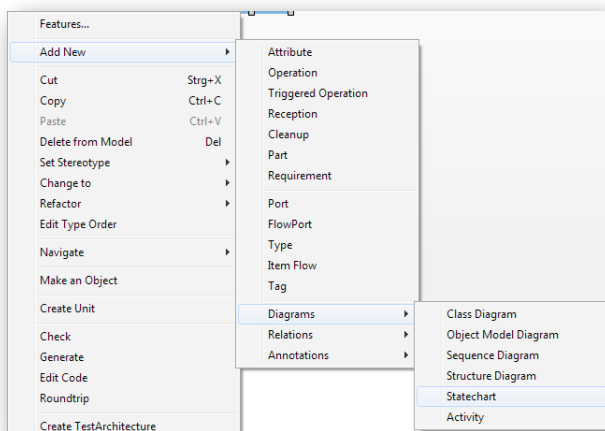 Features...
Add New
Cut Strg+X
Copy Ctrl+C
Paste Ctrl+V
Delete from Model Del
Set Stereotype
Change to
Refactor
Edit Type Order
Navigate
Make an Object
Create Unit
Check
Generate
Edit Code
Roundtrip
Create TestArchitecture
Attribute
Operation
Triggered Operation
Reception
Cleanup
Part
Requirement
Port
FlowPort
Type
Item Flow
Tag
Diagrams
Relations
Annotations
Class Diagram
Object Model Diagram
Sequence Diagram
Structure Diagram
Statechart
Activity